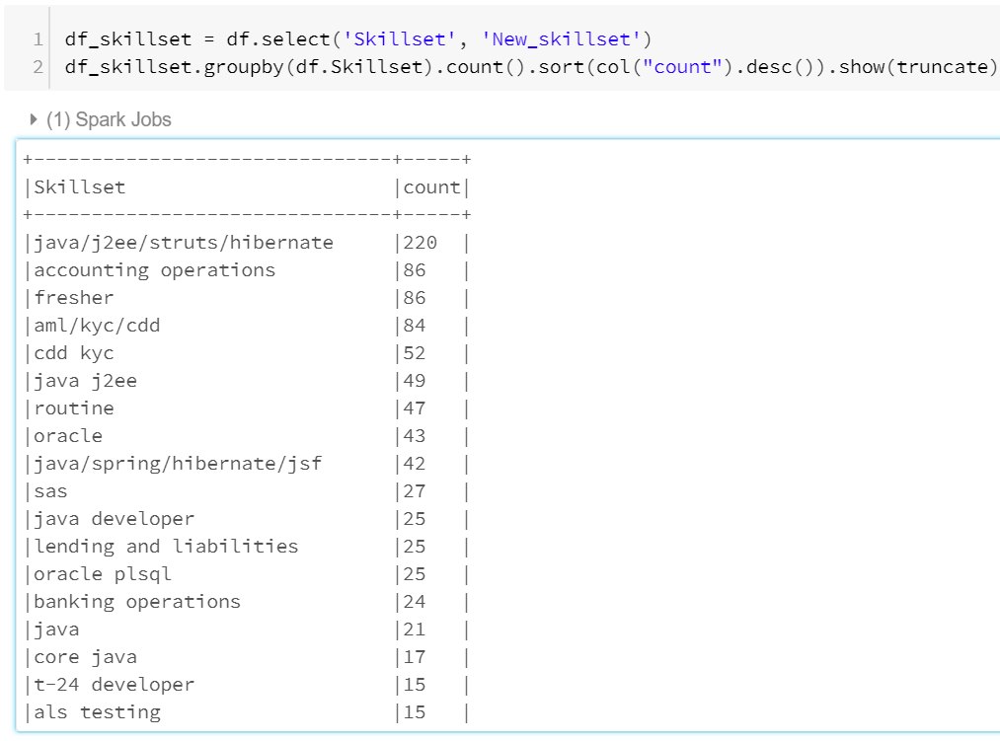 1 df_skillset = df.select('Skillset', 'New_skillset')
2 df_skillset.groupby(df.Skillset).count().sort(col("count").desc()).show(truncate)
(1) Spark Jobs
+-------------------------------+-----+
|Skillset                       |count|
+-------------------------------+-----+
|java/j2ee/struts/hibernate     |220  |
|accounting operations          |86   |
|fresher                        |86   |
|aml/kyc/cdd                    |84   |
|cdd kyc                        |52   |
|java j2ee                      |49   |
|routine                        |47   |
|oracle                         |43   |
|java/spring/hibernate/jsf      |42   |
|sas                            |27   |
|java developer                 |25   |
|lending and liabilities        |25   |
|oracle plsql                   |25   |
|banking operations             |24   |
|java                           |21   |
|core java                      |17   |
|t-24 developer                 |15   |
|als testing                    |15   |